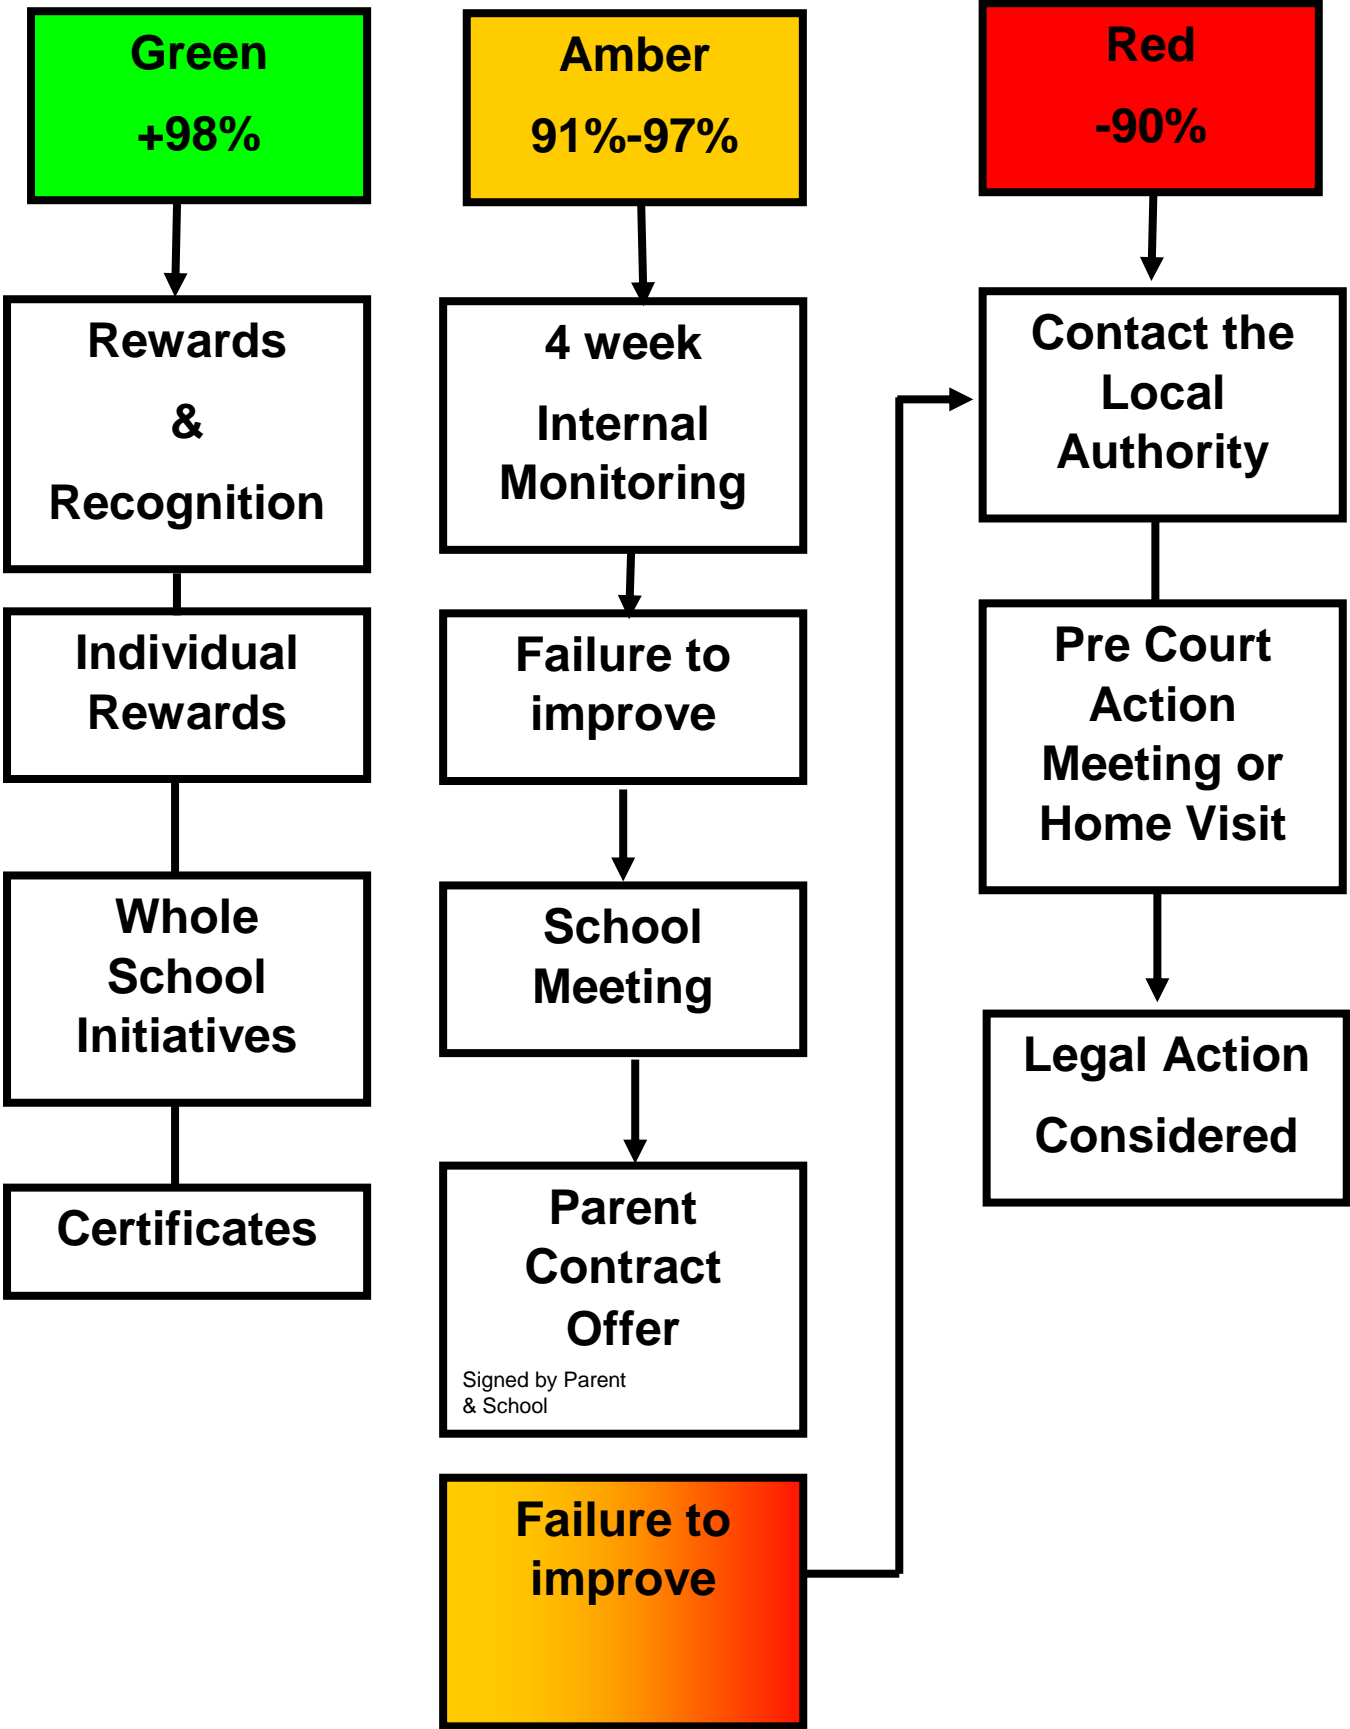 Green
+98%
Rewards
&
Recognition
Individual
Rewards
Whole
School
Initiatives
Certificates
Amber
91%-97%
4 week
Internal
Monitoring
Failure to
improve
School
Meeting
Parent
Contract
Offer
Signed by Parent
& School
Failure to
improve
Red
-90%
Contact the
Local
Authority
Pre Court
Action
Meeting or
Home Visit
Legal Action
Considered